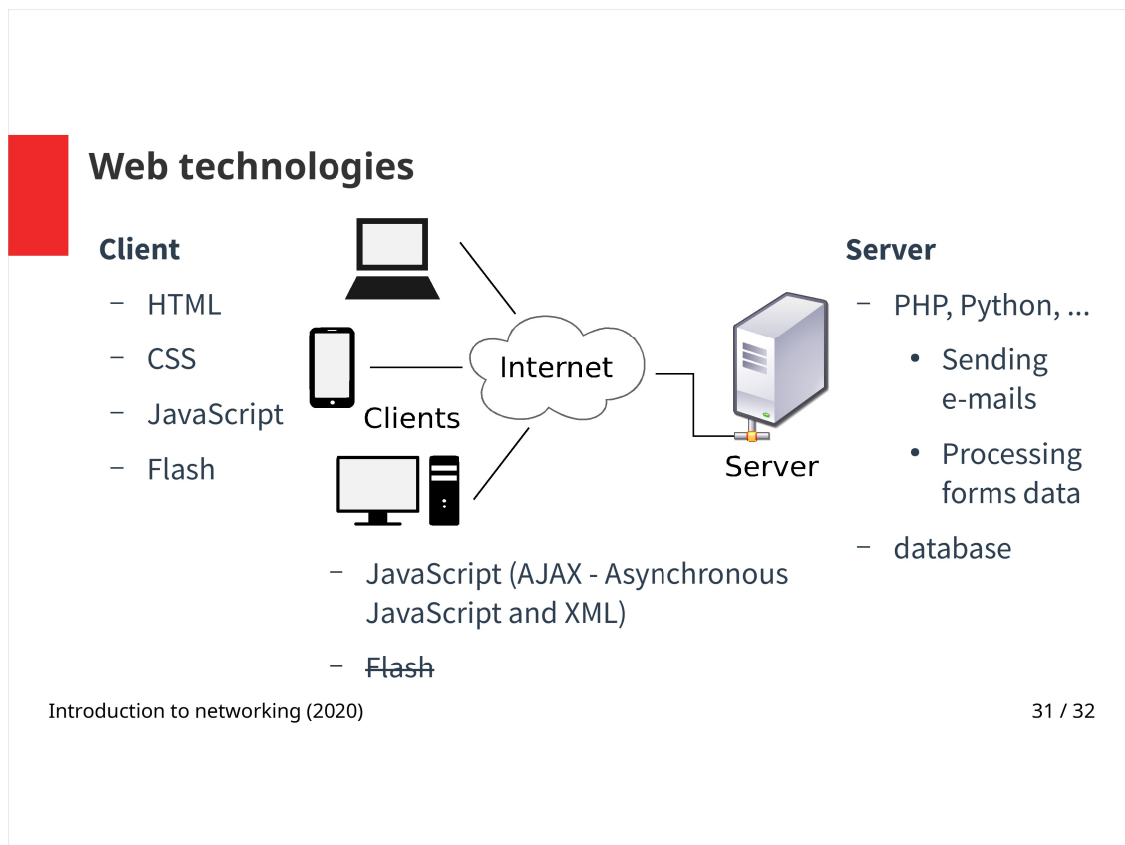 Web technologies
Client
– HTML
– CSS
– JavaScript
– Flash
Internet
Clients
Server
– JavaScript (AJAX - Asynchronous
JavaScript and XML)
– Flash
Server
– PHP, Python, ...
• Sending
e-mails
• Processing
forms data
– database
Introduction to networking (2020)
31 / 32